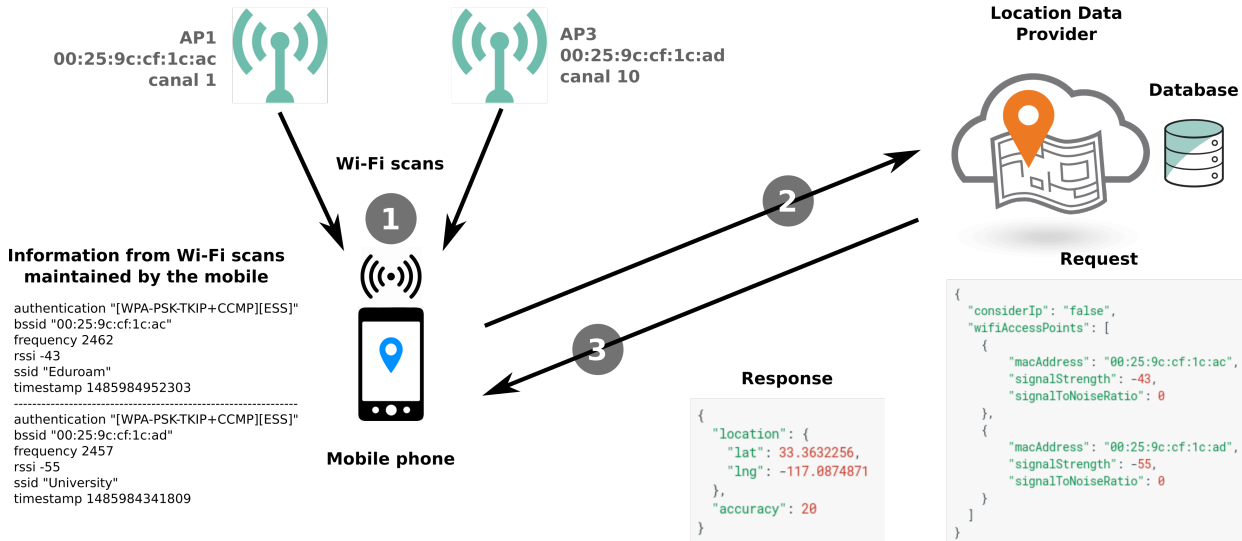 AP1
00:25:9c:cf:1c:ac
canal 1
AP3
00:25:9c:cf:1c:ad
canal 10
Location Data
Provider
Database
Wi-Fi scans
1
2
3
Information from Wi-Fi scans
maintained by the mobile
authentication "[WPA-PSK-TKIP+CCMP][ESS]"
bssid "00:25:9c:cf:1c:ac"
frequency 2462
rssi -43
ssid "Eduroam"
timestamp 1485984952303
----------------------------------------------------------------
authentication "[WPA-PSK-TKIP+CCMP][ESS]"
bssid "00:25:9c:cf:1c:ad"
frequency 2457
rssi -55
ssid "University"
timestamp 1485984341809
Mobile phone
Response
{
"location": {
"lat": 33.3632256,
"lng": -117.0874871
},
"accuracy": 20
}
Request
{
"considerIp": "false",
"wifiAccessPoints": [
{
"macAddress": "00:25:9c:cf:1c:ac",
"signalStrength": -43,
"signalToNoiseRatio": 0
},
{
"macAddress": "00:25:9c:cf:1c:ad",
"signalStrength": -55,
"signalToNoiseRatio": 0
}
]
}